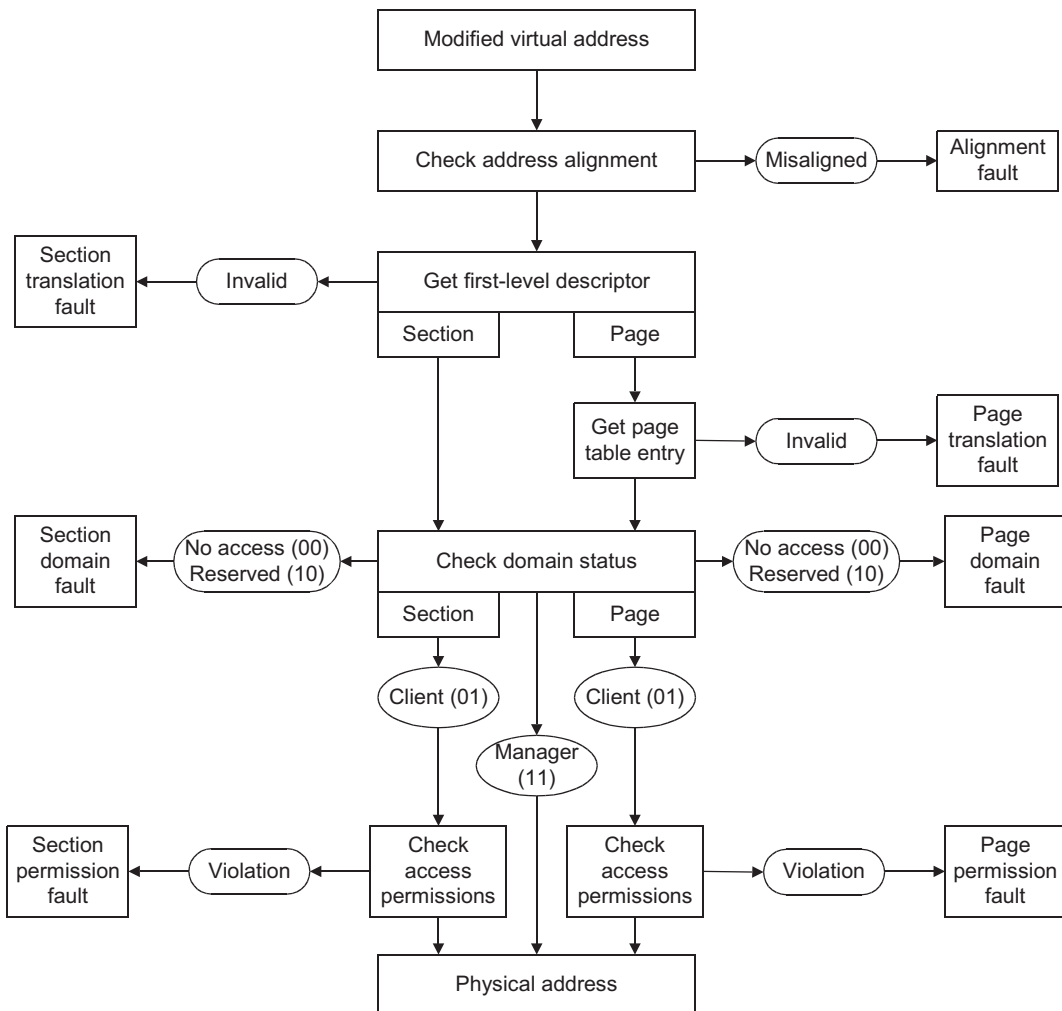 Modified virtual address
Check address alignment
Misaligned
Alignment
fault
Section
translation
fault
Invalid
Get first-level descriptor
Section
Page
Get page
table entry
Invalid
Page
translation
fault
Section
domain
fault
No access (00)
Reserved (10)
Check domain status
No access (00)
Reserved (10)
Page
domain
fault
Section
Page
Client (01)
Client (01)
Manager
(11)
Section
permission
fault
Violation
Check
access
permissions
Check
access
permissions
Violation
Page
permission
fault
Physical address